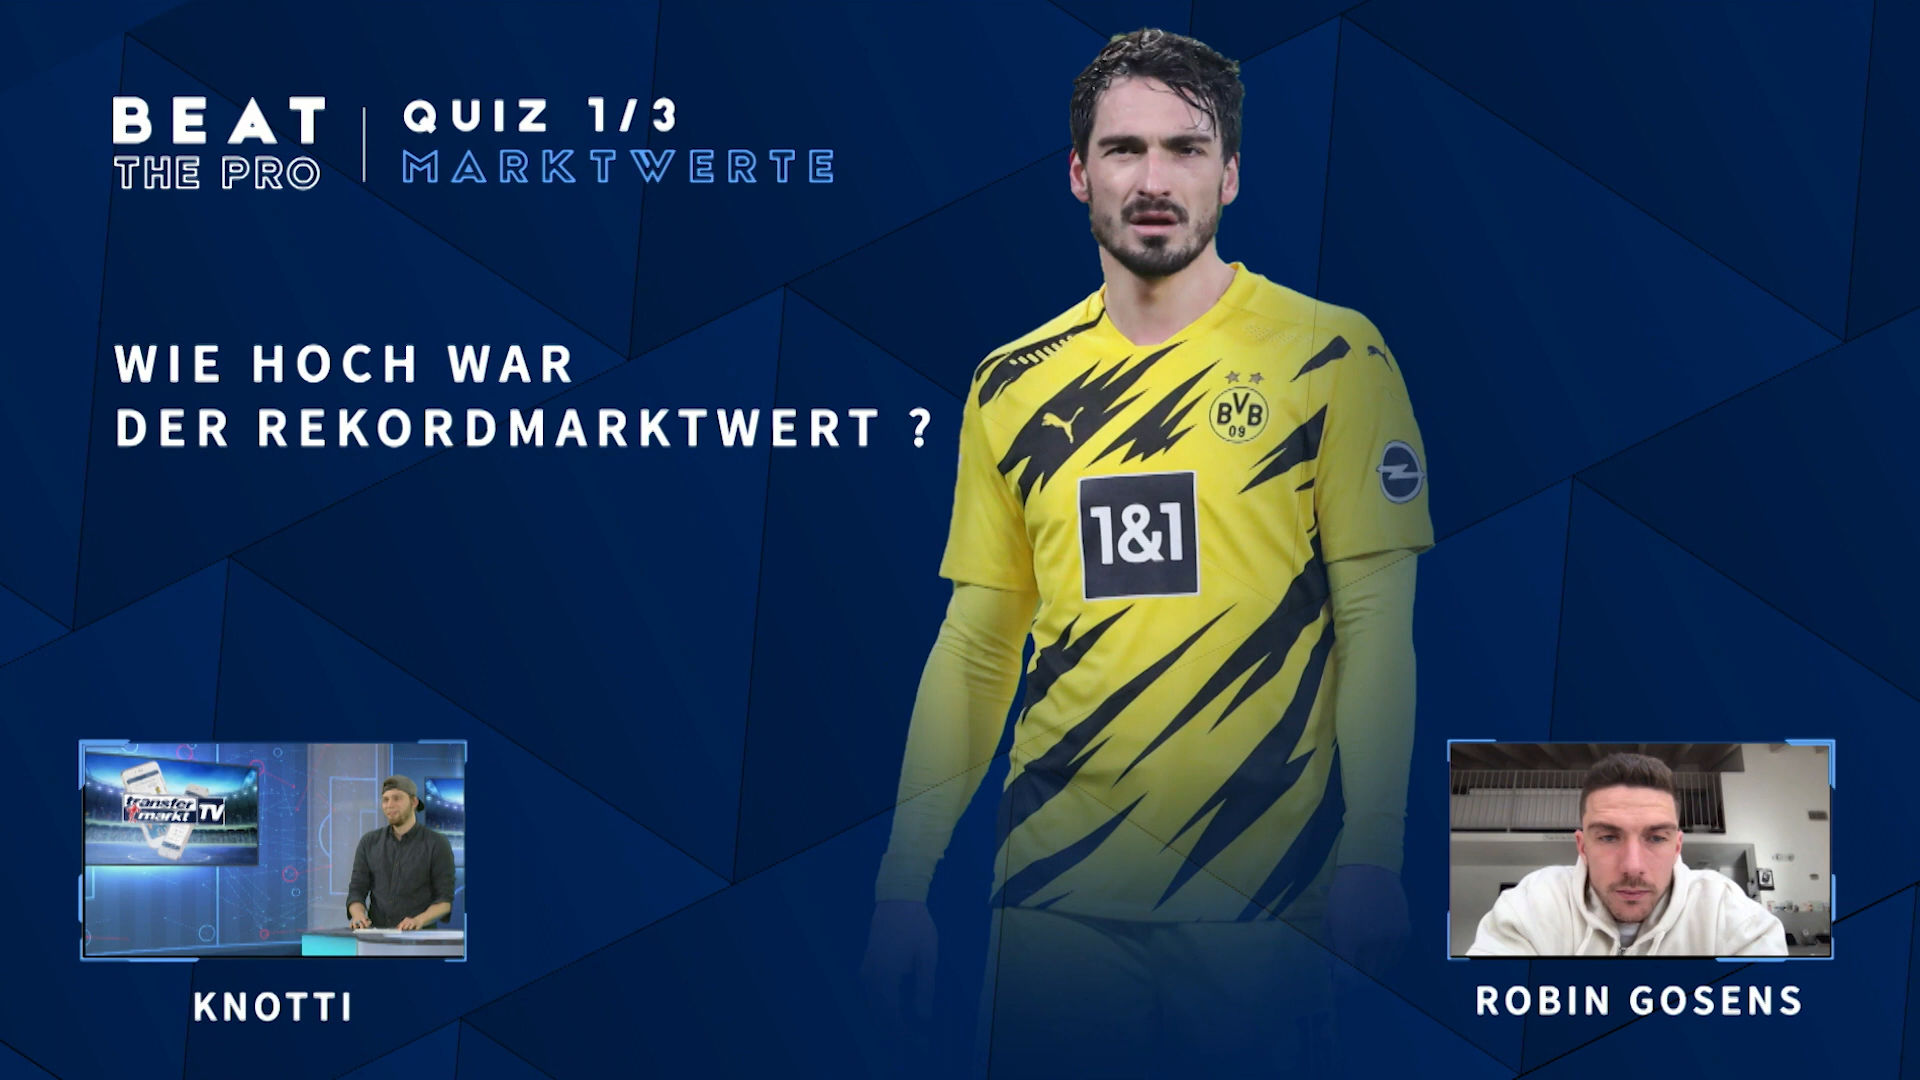 BEAT
THE PRO
QUIZ 1/3
MARKTWERTE
WIE HOCH WAR
DER REKORDMARKTWERT ?
BVB
09
1&1
transfer
markt TV
KNOTTI
ROBIN GOSENS